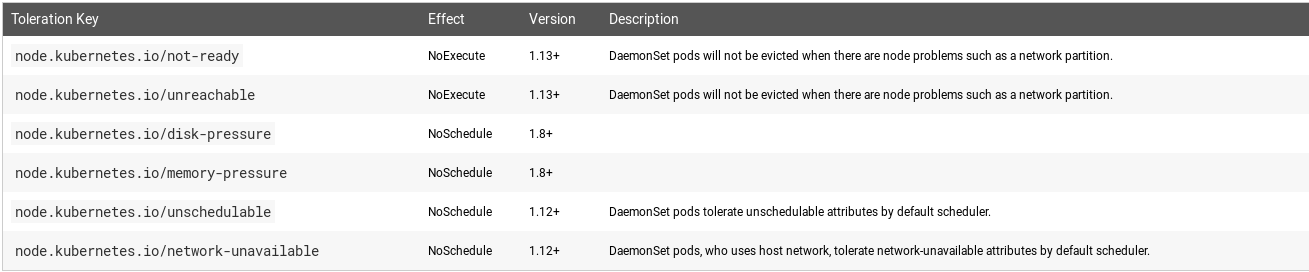 Toleration Key Effect Version Description
node.kubernetes.io/not-ready NoExecute 1.13+ DaemonSet pods will not be evicted when there are node problems such as a network partition.
node.kubernetes.io/unreachable NoExecute 1.13+ DaemonSet pods will not be evicted when there are node problems such as a network partition.
node.kubernetes.io/disk-pressure NoSchedule 1.8+
node.kubernetes.io/memory-pressure NoSchedule 1.8+
node.kubernetes.io/unschedulable NoSchedule 1.12+ DaemonSet pods tolerate unschedulable attributes by default scheduler.
node.kubernetes.io/network-unavailable NoSchedule 1.12+ DaemonSet pods, who uses host network, tolerate network-unavailable attributes by default scheduler.